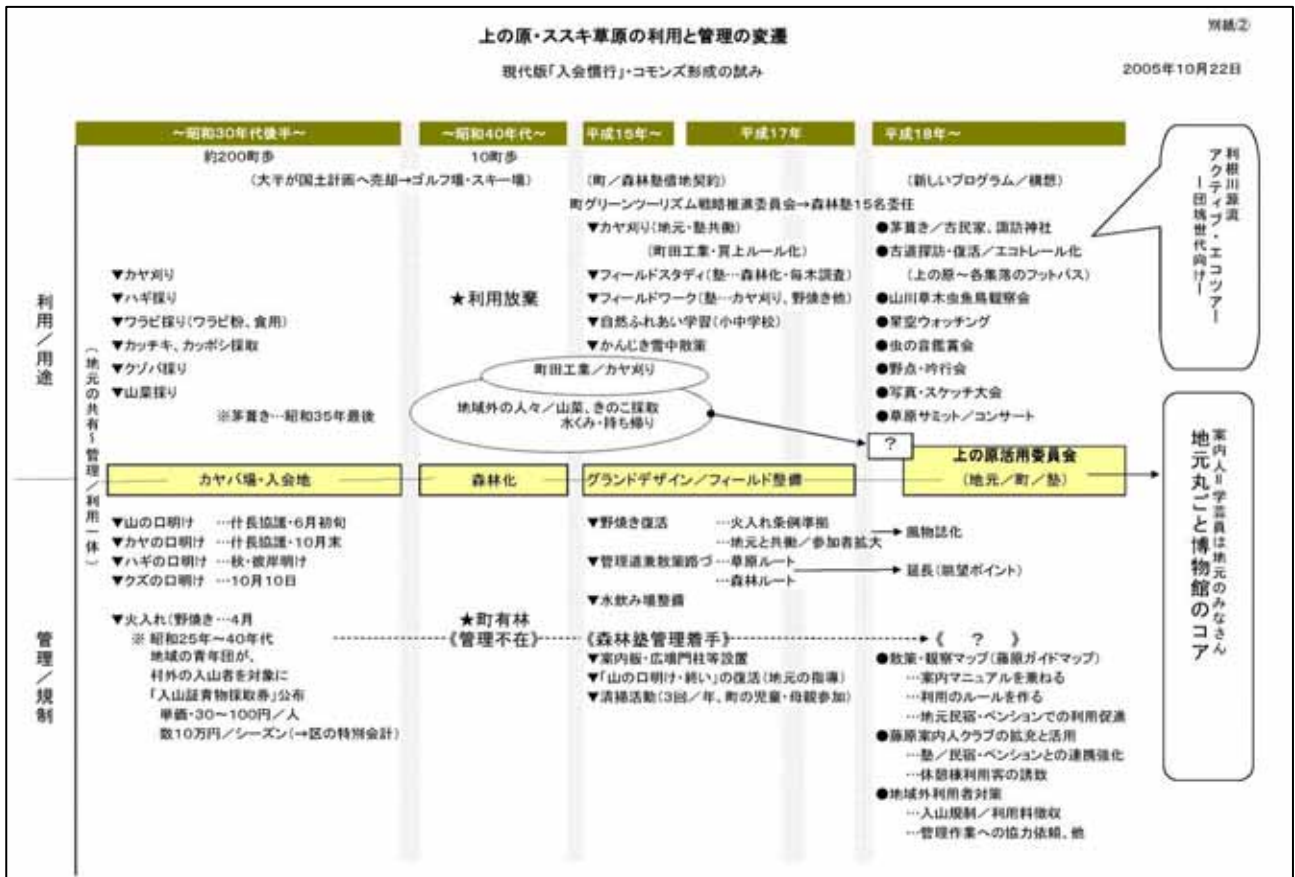 別紙②
上の原・ススキ草原の利用と管理の変遷
現代版「入会慣行」・コモンズ形成の試み
2005年10月22日
～昭和30年代後半～
～昭和40年代～
平成15年～
平成17年
平成18年～
約200町歩
10町歩
(大半が国土計画へ売却→ゴルフ場・スキー場)
(町／森林塾借地契約)
(新しいプログラム／構想)
町グリーンツーリズム戦略推進委員会→森林塾15名委任
利用／用途
(地元の共有～管理／利用一体)
▼カヤ刈り
▼ハギ採り
▼ワラビ採り(ワラビ粉、食用)
▼カッチキ、カッポシ採取
▼クゾバ採り
▼山菜採り
※茅葺き…昭和35年最後
★利用放棄
町田工業／カヤ刈り
地域外の人々／山菜、きのこ採取
水くみ・持ち帰り
▼カヤ刈り(地元・塾共働)
(町田工業・買上ルール化)
▼フィールドスタディ(塾…森林化・毎木調査)
▼フィールドワーク(塾…カヤ刈り、野焼き他)
▼自然ふれあい学習(小中学校)
▼かんじき雪中散策
●茅葺き／古民家、諏訪神社
●古道探訪・復活／エコトレール化
(上の原～各集落のフットパス)
●山川草木虫魚鳥観察会
●星空ウォッチング
●虫の音鑑賞会
●野点・吟行会
●写真・スケッチ大会
●草原サミット／コンサート
利根川源流
アクティブ・エコツアー
ー団塊世代向けー
?
カヤバ場・入会地
森林化
グランドデザイン／フィールド整備
上の原活用委員会
(地元／町／塾)
案内人＝学芸員は地元のみなさん
地元丸ごと博物館のコア
管理／規制
▼山の口明け …什長協議・6月初旬
▼カヤの口明け …什長協議・10月末
▼ハギの口明け …秋・彼岸明け
▼クズの口明け …10月10日
▼火入れ(野焼き…4月
※ 昭和25年～40年代
地域の青年団が、
村外の入山者を対象に
「入山証青物採取券」公布
単価・30～100円／人
数10万円／シーズン(→区の特別会計)
★町有林
《管理不在》
▼野焼き復活 …火入れ条例準拠
…地元と共働／参加者拡大
風物誌化
▼管理道兼散策路づ …草原ルート
…森林ルート
延長(眺望ポイント)
▼水飲み場整備
《森林塾管理着手》
▼案内板・広場門柱等設置
▼「山の口明け・終い」の復活(地元の指導)
▼清掃活動(3回／年、町の児童・母親参加)
《 ? 》
●散策・観察マップ(藤原ガイドマップ)
…案内マニュアルを兼ねる
…利用のルールを作る
…地元民宿・ペンションでの利用促進
●藤原案内人クラブの拡充と活用
…塾／民宿・ペンションとの連携強化
…休憩棟利用客の誘致
●地域外利用者対策
…入山規制／利用料徴収
…管理作業への協力依頼、他